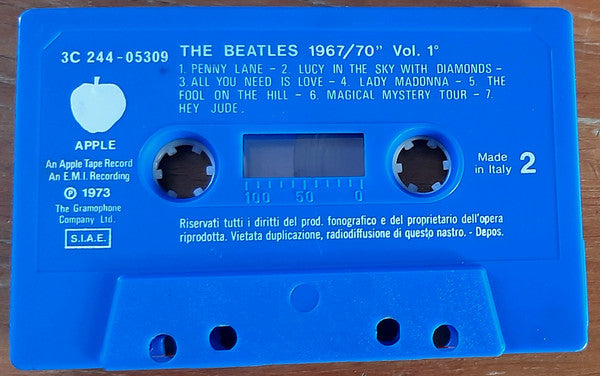 3C 244-05309
THE BEATLES 1967/70" Vol. 1°
1. PENNY LANE - 2. LUCY IN THE SKY WITH DIAMONDS -
3 ALL YOU NEED IS LOVE - 4. LADY MADONNA - 5. THE
FOOL ON THE HILL - 6. MAGICAL MYSTERY TOUR - 7.
HEY JUDE.
APPLE
An Apple Tape Record
An E.M.I. Recording
℗ 1973
The Gramophone
Company Ltd.
S.I.A.E.
100 50 0
Made
in Italy 2
Riservati tutti i diritti del prod. fonografico e del proprietario dell'opera
riprodotta. Vietata duplicazione, radiodiffusione di questo nastro. - Depos.